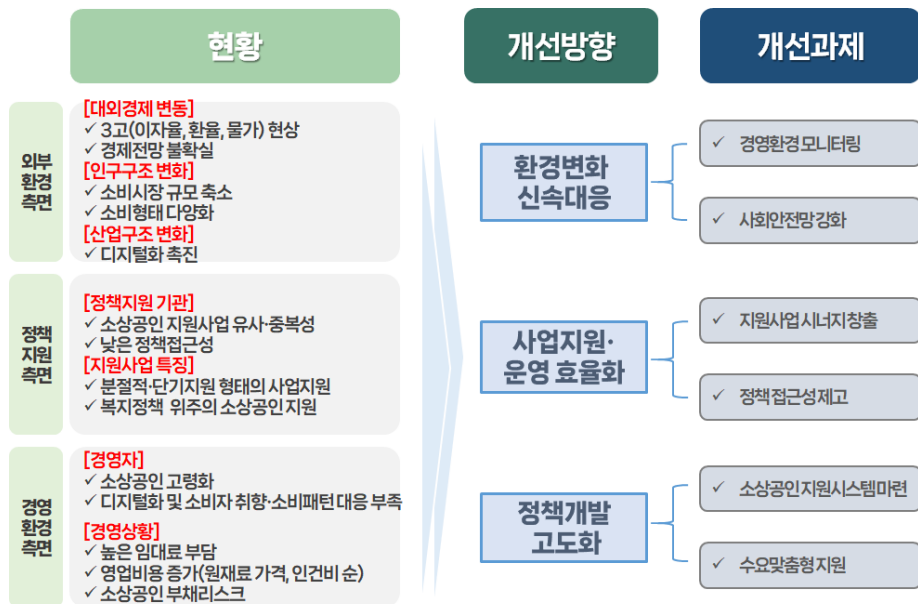 현황
개선방향
개선과제
외부
환경
측면
[대외경제 변동]
✓ 3고(이자율, 환율, 물가) 현상
✓ 경제전망 불확실
[인구구조 변화]
✓ 소비시장 규모 축소
✓ 소비형태 다양화
[산업구조 변화]
✓ 디지털화 촉진
환경변화
신속대응
✓ 경영환경 모니터링
✓ 사회안전망 강화
정책
지원
측면
[정책지원 기관]
✓ 소상공인 지원사업 유사·중복성
✓ 낮은 정책접근성
[지원사업 특징]
✓ 분절적·단기지원 형태의 사업지원
✓ 복지정책 위주의 소상공인 지원
사업지원·
운영 효율화
✓ 지원사업 시너지 창출
✓ 정책 접근성 제고
경영
환경
측면
[경영자]
✓ 소상공인 고령화
✓ 디지털화 및 소비자 취향·소비패턴 대응 부족
[경영상황]
✓ 높은 임대료 부담
✓ 영업비용 증가(원재료 가격, 인건비 순)
✓ 소상공인 부채리스크
정책개발
고도화
✓ 소상공인 지원시스템 마련
✓ 수요맞춤형 지원